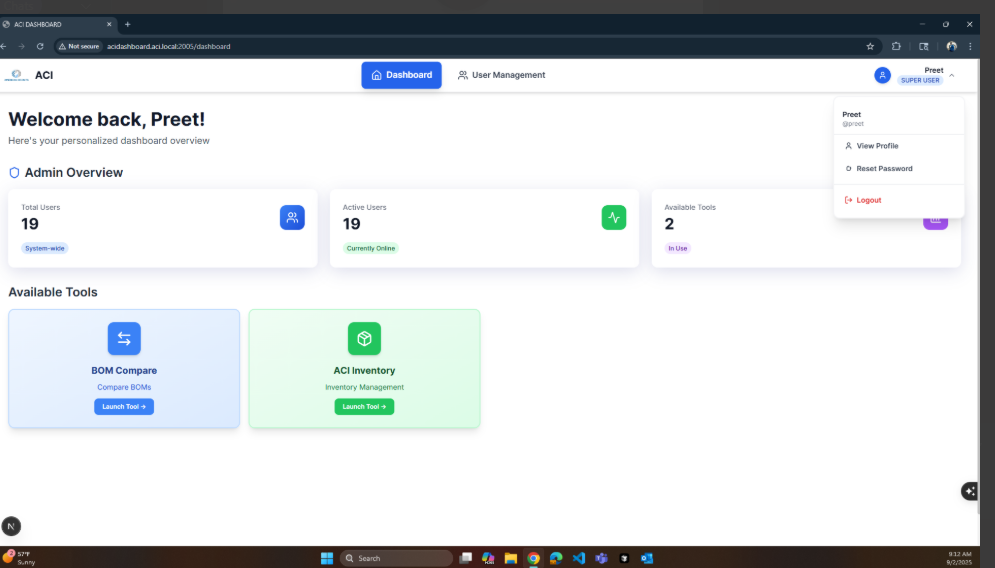 ACI DASHBOARD
Not secure
acidashboard.aci.local:2005/dashboard
ACI
Dashboard
User Management
Preet
SUPER USER
Welcome back, Preet!
Here's your personalized dashboard overview
Preet
@preet
View Profile
Reset Password
Logout
Admin Overview
Total Users
19
System-wide
Active Users
19
Currently Online
Available Tools
2
In Use
Available Tools
BOM Compare
Compare BOMs
Launch Tool →
ACI Inventory
Inventory Management
Launch Tool →
N
2
57°F
Sunny
Search
9:12 AM
9/2/2025